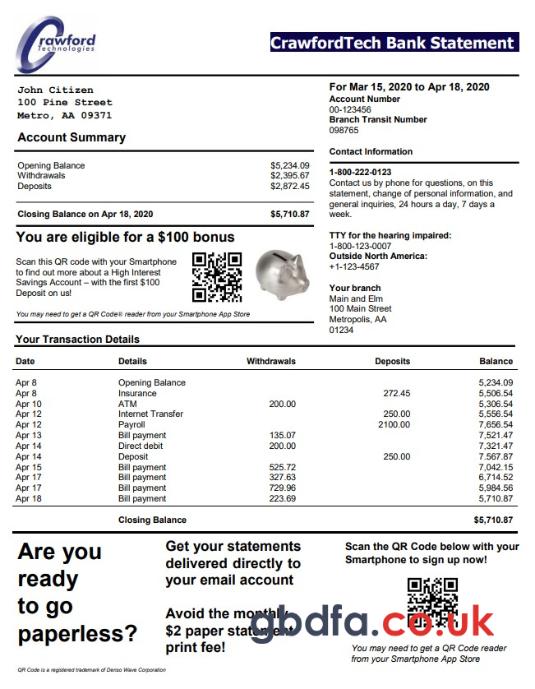 Crawford
Technologies
CrawfordTech Bank Statement
John Citizen
100 Pine Street
Metro, AA 09371
For Mar 15, 2020 to Apr 18, 2020
Account Number
00-123456
Branch Transit Number
098765
Account Summary
Opening Balance $5,234.09
Withdrawals $2,395.67
Deposits $2,872.45
Closing Balance on Apr 18, 2020 $5,710.87
Contact Information
1-800-222-0123
Contact us by phone for questions, on this
statement, change of personal information, and
general inquiries, 24 hours a day, 7 days a
week.
TTY for the hearing impaired:
1-800-123-0007
Outside North America:
+1-123-4567
Your branch
Main and Elm
100 Main Street
Metropolis, AA
01234
You are eligible for a $100 bonus
Scan this QR code with your Smartphone
to find out more about a High Interest
Savings Account – with the first $100
Deposit on us!
You may need to get a QR Code® reader from your Smartphone App Store
Your Transaction Details
Date Details Withdrawals Deposits Balance
Apr 8 Opening Balance 5,234.09
Apr 8 Insurance 272.45 5,506.54
Apr 10 ATM 200.00 5,306.54
Apr 12 Internet Transfer 250.00 5,556.54
Apr 12 Payroll 2100.00 7,656.54
Apr 13 Bill payment 135.07 7,521.47
Apr 14 Direct debit 200.00 7,321.47
Apr 14 Deposit 250.00 7.567.87
Apr 15 Bill payment 525.72 7,042.15
Apr 17 Bill payment 327.63 6,714.52
Apr 17 Bill payment 729.96 5,984.56
Apr 18 Bill payment 223.69 5,710.87
Closing Balance $5,710.87
Are you
ready
to go
paperless?
Get your statements
delivered directly to
your email account
Avoid the monthly
$2 paper statement
print fee!
Scan the QR Code below with your
Smartphone to sign up now!
You may need to get a QR Code reader
from your Smartphone App Store
gbdfa.co.uk
QR Code is a registered trademark of Denso Wave Corporation